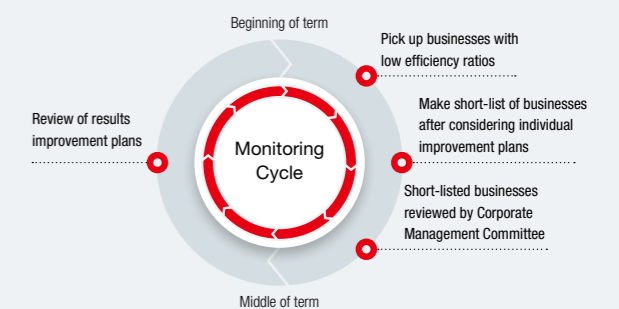 Beginning of term
Pick up businesses with
low efficiency ratios
Make short-list of businesses
after considering individual
improvement plans
Short-listed businesses
reviewed by Corporate
Management Committee
Middle of term
Review of results
improvement plans
Monitoring
Cycle